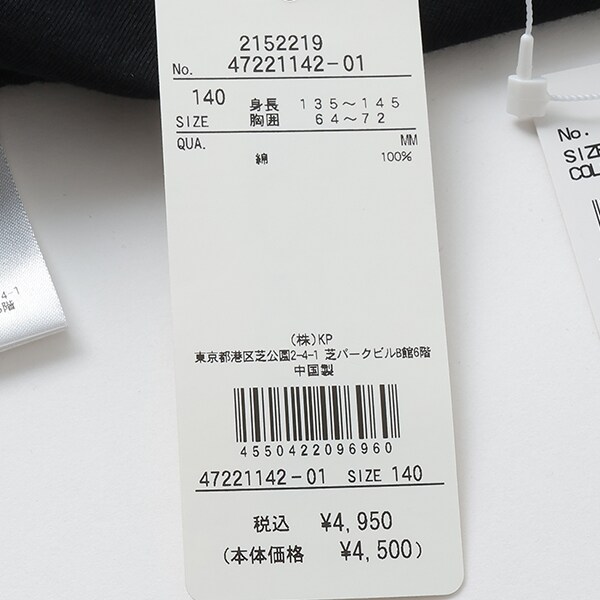 2152219
No. 47221142-01
140 身長 135～145
SIZE 胸囲 64～72
QUA. MM
綿 100%
(株)KP
東京都港区芝公園2-4-1 芝パークビルB館6階
中国製
4550422096960
47221142-01 SIZE 140
税込 ¥4,950
(本体価格 ¥4,500)
No.
SIZE
COL
4-1
階